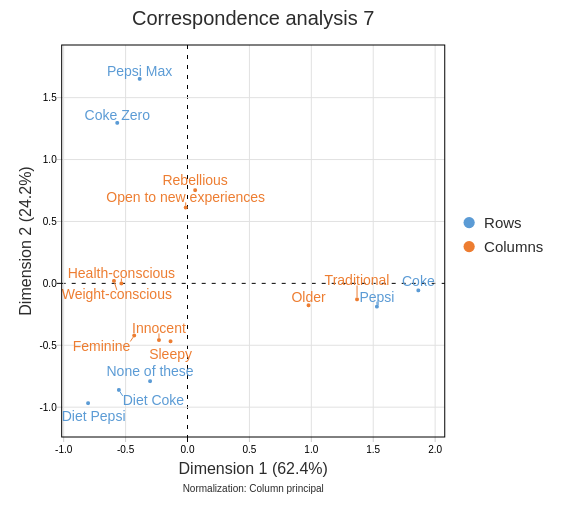 Correspondence analysis 7
Pepsi Max
Coke Zero
Rebellious
Open to new experiences
Health-conscious
Weight-conscious
Traditional
Coke
Older
Pepsi
Innocent
Feminine
Sleepy
None of these
Diet Coke
Diet Pepsi
1.5
1.0
0.5
0.0
-0.5
-1.0
-1.0 -0.5 0.0 0.5 1.0 1.5 2.0
Dimension 2 (24.2%)
Dimension 1 (62.4%)
Normalization: Column principal
Rows
Columns